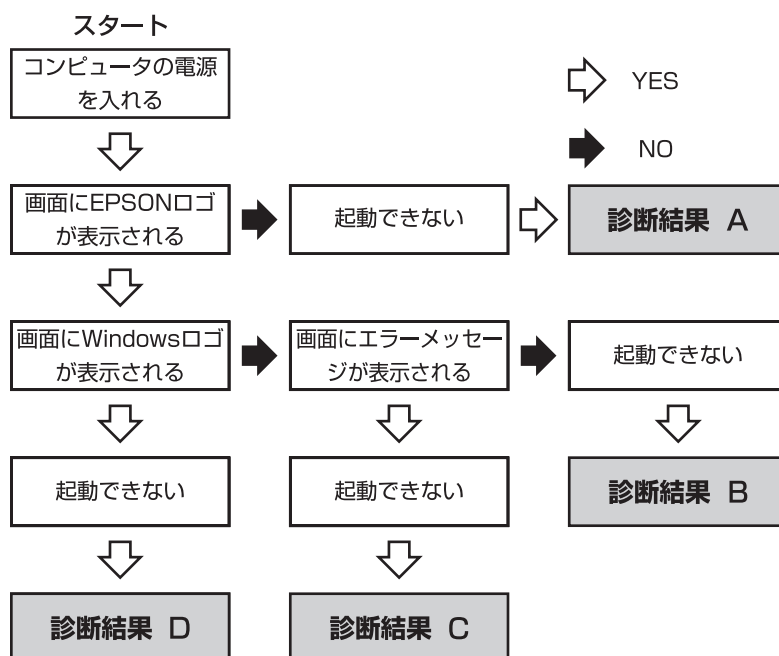 スタート
コンピュータの電源
を入れる
YES
NO
画面にEPSONロゴ
が表示される
起動できない
診断結果 A
画面にWindowsロゴ
が表示される
画面にエラーメッセー
ジが表示される
起動できない
起動できない
起動できない
診断結果 B
診断結果 D
診断結果 C